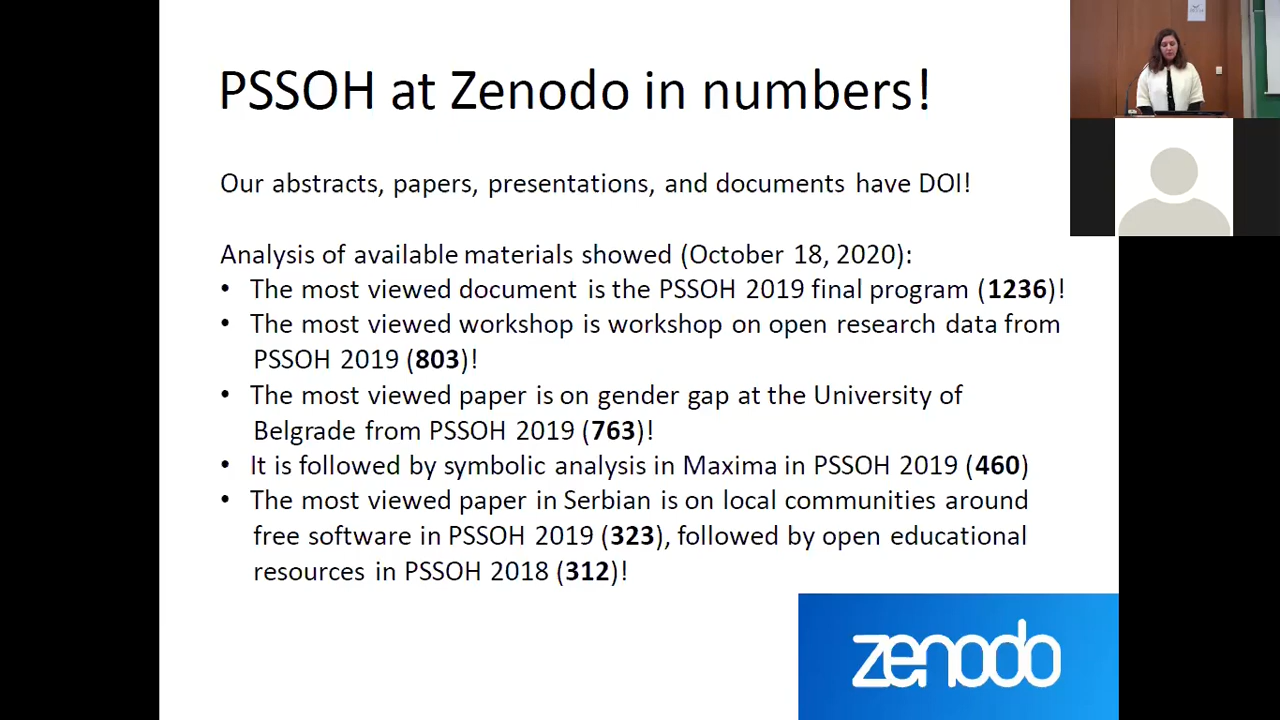 PSSOH at Zenodo in numbers!
Our abstracts, papers, presentations, and documents have DOI!
Analysis of available materials showed (October 18, 2020):
• The most viewed document is the PSSOH 2019 final program (1236)!
• The most viewed workshop is workshop on open research data from
PSSOH 2019 (803)!
• The most viewed paper is on gender gap at the University of
Belgrade from PSSOH 2019 (763)!
• It is followed by symbolic analysis in Maxima in PSSOH 2019 (460)
• The most viewed paper in Serbian is on local communities around
free software in PSSOH 2019 (323), followed by open educational
resources in PSSOH 2018 (312)!
zenodo